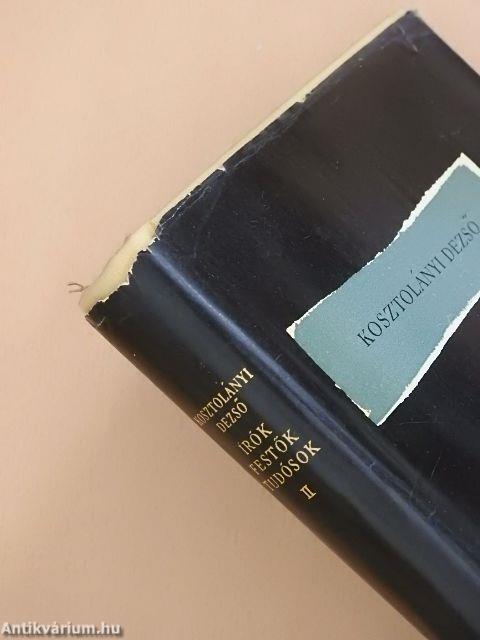 KOSZTOLÁNYI DEZSŐ
KOSZTOLÁNYI
DEZSŐ
ÍRÓK
FESTŐK
TUDÓSOK
II
Antikvárium.hu